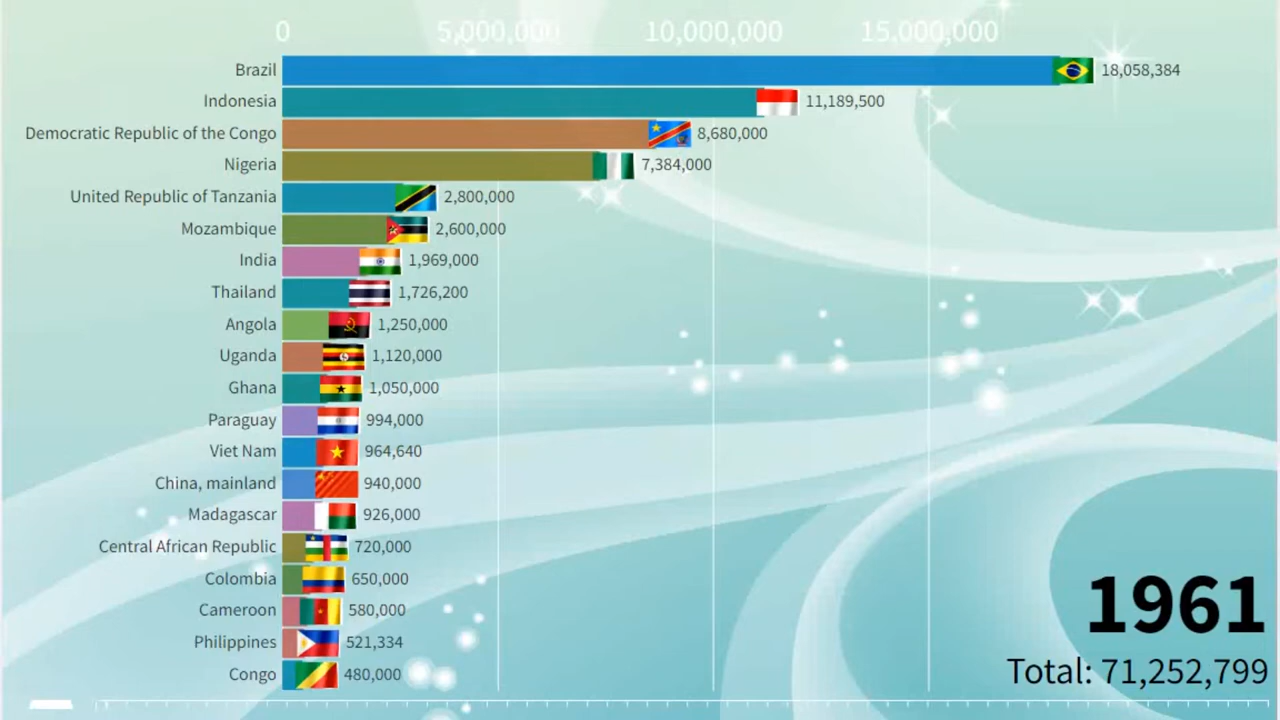 0 5,000,000 10,000,000 15,000,000
Brazil 18,058,384
Indonesia 11,189,500
Democratic Republic of the Congo 8,680,000
Nigeria 7,384,000
United Republic of Tanzania 2,800,000
Mozambique 2,600,000
India 1,969,000
Thailand 1,726,200
Angola 1,250,000
Uganda 1,120,000
Ghana 1,050,000
Paraguay 994,000
Viet Nam 964,640
China, mainland 940,000
Madagascar 926,000
Central African Republic 720,000
Colombia 650,000
Cameroon 580,000
Philippines 521,334
Congo 480,000
1961
Total: 71,252,799